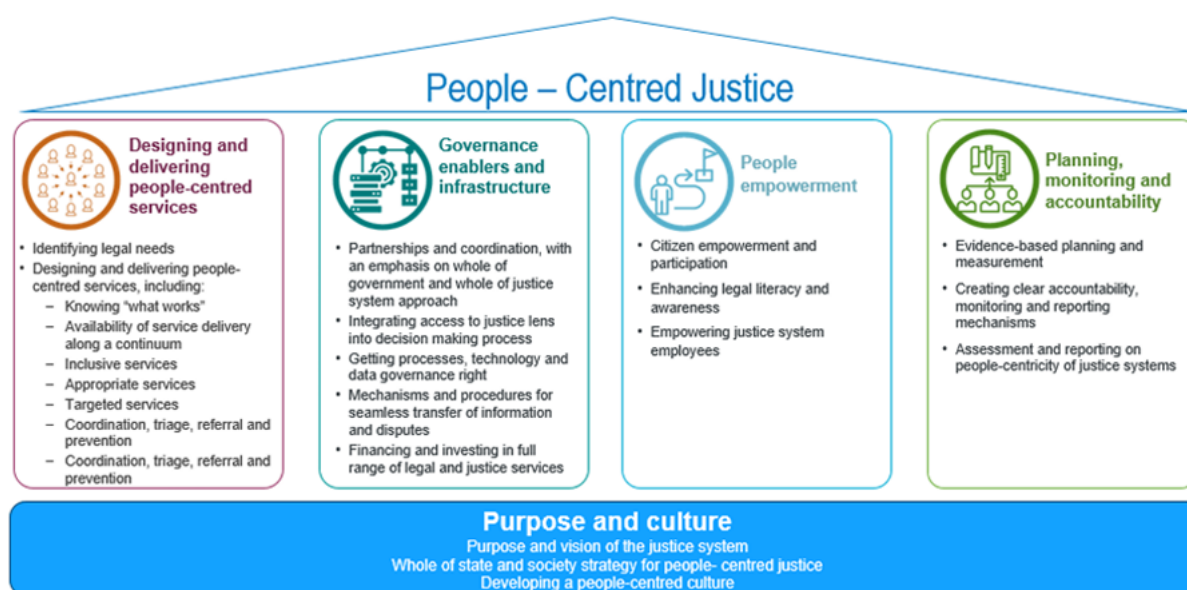 People – Centred Justice
Designing and
delivering
people-centred
services
• Identifying legal needs
• Designing and delivering people-
centred services, including:
– Knowing “what works”
– Availability of service delivery
along a continuum
– Inclusive services
– Appropriate services
– Targeted services
– Coordination, triage, referral and
prevention
– Coordination, triage, referral and
prevention
Governance
enablers and
infrastructure
• Partnerships and coordination, with
an emphasis on whole of
government and whole of justice
system approach
• Integrating access to justice lens
into decision making process
• Getting processes, technology and
data governance right
• Mechanisms and procedures for
seamless transfer of information
and disputes
• Financing and investing in full
range of legal and justice services
People
empowerment
• Citizen empowerment and
participation
• Enhancing legal literacy and
awareness
• Empowering justice system
employees
Planning,
monitoring and
accountability
• Evidence-based planning and
measurement
• Creating clear accountability,
monitoring and reporting
mechanisms
• Assessment and reporting on
people-centricity of justice systems
Purpose and culture
Purpose and vision of the justice system
Whole of state and society strategy for people- centred justice
Developing a people-centred culture